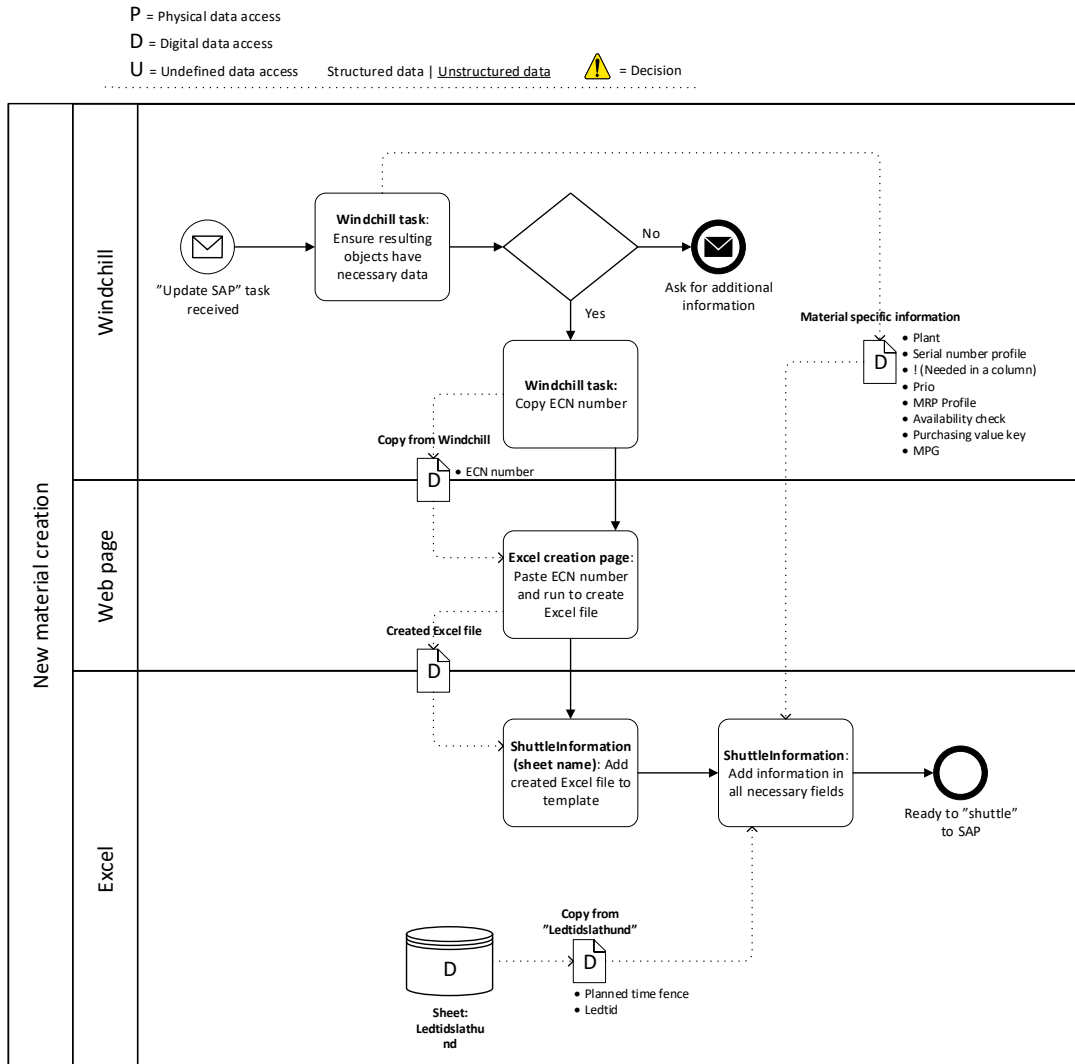 P = Physical data access
D = Digital data access
U = Undefined data access Structured data | Unstructured data = Decision
New material creation
Windchill
"Update SAP" task
received
Windchill task:
Ensure resulting
objects have
necessary data
No
Ask for additional
information
Yes
Windchill task:
Copy ECN number
Material specific information
D
• Plant
• Serial number profile
• ! (Needed in a column)
• Prio
• MRP Profile
• Availability check
• Purchasing value key
• MPG
Copy from Windchill
D
• ECN number
Web page
Excel creation page:
Paste ECN number
and run to create
Excel file
Created Excel file
D
Excel
ShuttleInformation
(sheet name): Add
created Excel file to
template
ShuttleInformation:
Add information in
all necessary fields
Ready to ”shuttle”
to SAP
D
Sheet:
Ledtidslathu
nd
Copy from
”Ledtidslathund”
D
• Planned time fence
• Ledtid